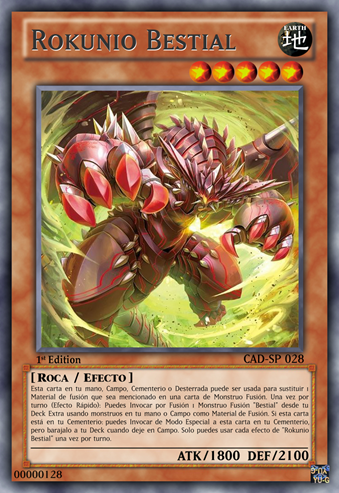 Rokunio Bestial
EARTH
地
1st Edition
CAD-SP 028
[ Roca / Efecto ]
Esta carta en tu mano, Campo, Cementerio o Desterrada puede ser usada para sustituir 1
Material de fusión que sea mencionado en una carta de Monstruo Fusión. Una vez por
turno (Efecto Rápido): Puedes Invocar por Fusión 1 Monstruo Fusión "Bestial" desde tu
Deck Extra usando monstruos en tu mano o Campo como Material de Fusión. Si esta carta
está en tu Cementerio: puedes Invocar de Modo Especial a esta carta en tu Cementerio,
pero barajalo a tu Deck cuando deje en Campo. Solo puedes usar cada efecto de "Rokunio
Bestial" una vez por turno.
ATK/1800 DEF/2100
00000128